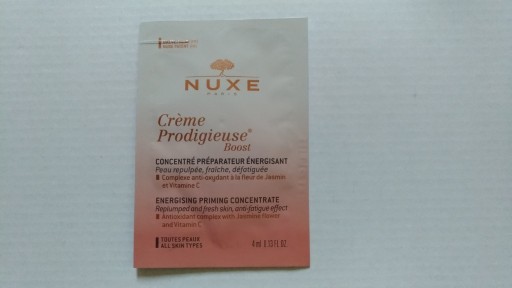 NUXE
PARIS
Crème
Prodigieuse®
Boost
CONCENTRÉ PRÉPARATEUR ÉNERGISANT
Peau repulpée, fraîche, défatiguée
Complexe anti-oxydant à la fleur de Jasmin
et Vitamine C
ENERGISING PRIMING CONCENTRATE
Replumped and fresh skin, anti-fatigue effect
Antioxidant complex with Jasmine flower
and Vitamin C
TOUTES PEAUX
ALL SKIN TYPES
4 ml 0.13 FL.OZ.